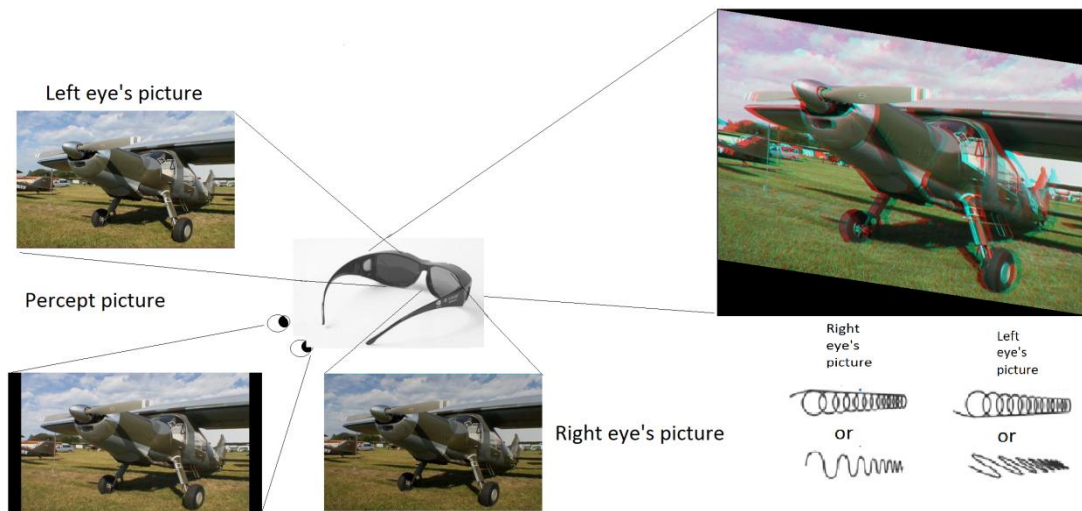 Left eye's picture
Percept picture
Right eye's picture
Right
eye's
picture
or
Left
eye's
picture
or